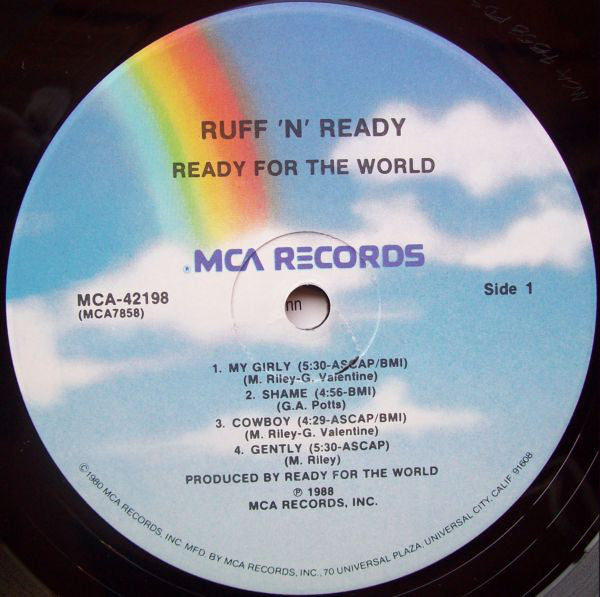 RUFF 'N' READY
READY FOR THE WORLD
MCA RECORDS
MCA-42198
(MCA7858)
Side 1
1. MY GIRLY (5:30-ASCAP/BMI)
(M. Riley-G. Valentine)
2. SHAME (4:56-BMI)
(G.A. Potts)
3. COWBOY (4:29-ASCAP/BMI)
(M. Riley-G. Valentine)
4. GENTLY (5:30-ASCAP)
(M. Riley)
PRODUCED BY READY FOR THE WORLD
℗ 1988
MCA RECORDS, INC.
©1980 MCA RECORDS, INC. MFD. BY MCA RECORDS, INC., 70 UNIVERSAL PLAZA, UNIVERSAL CITY, CALIF. 91608